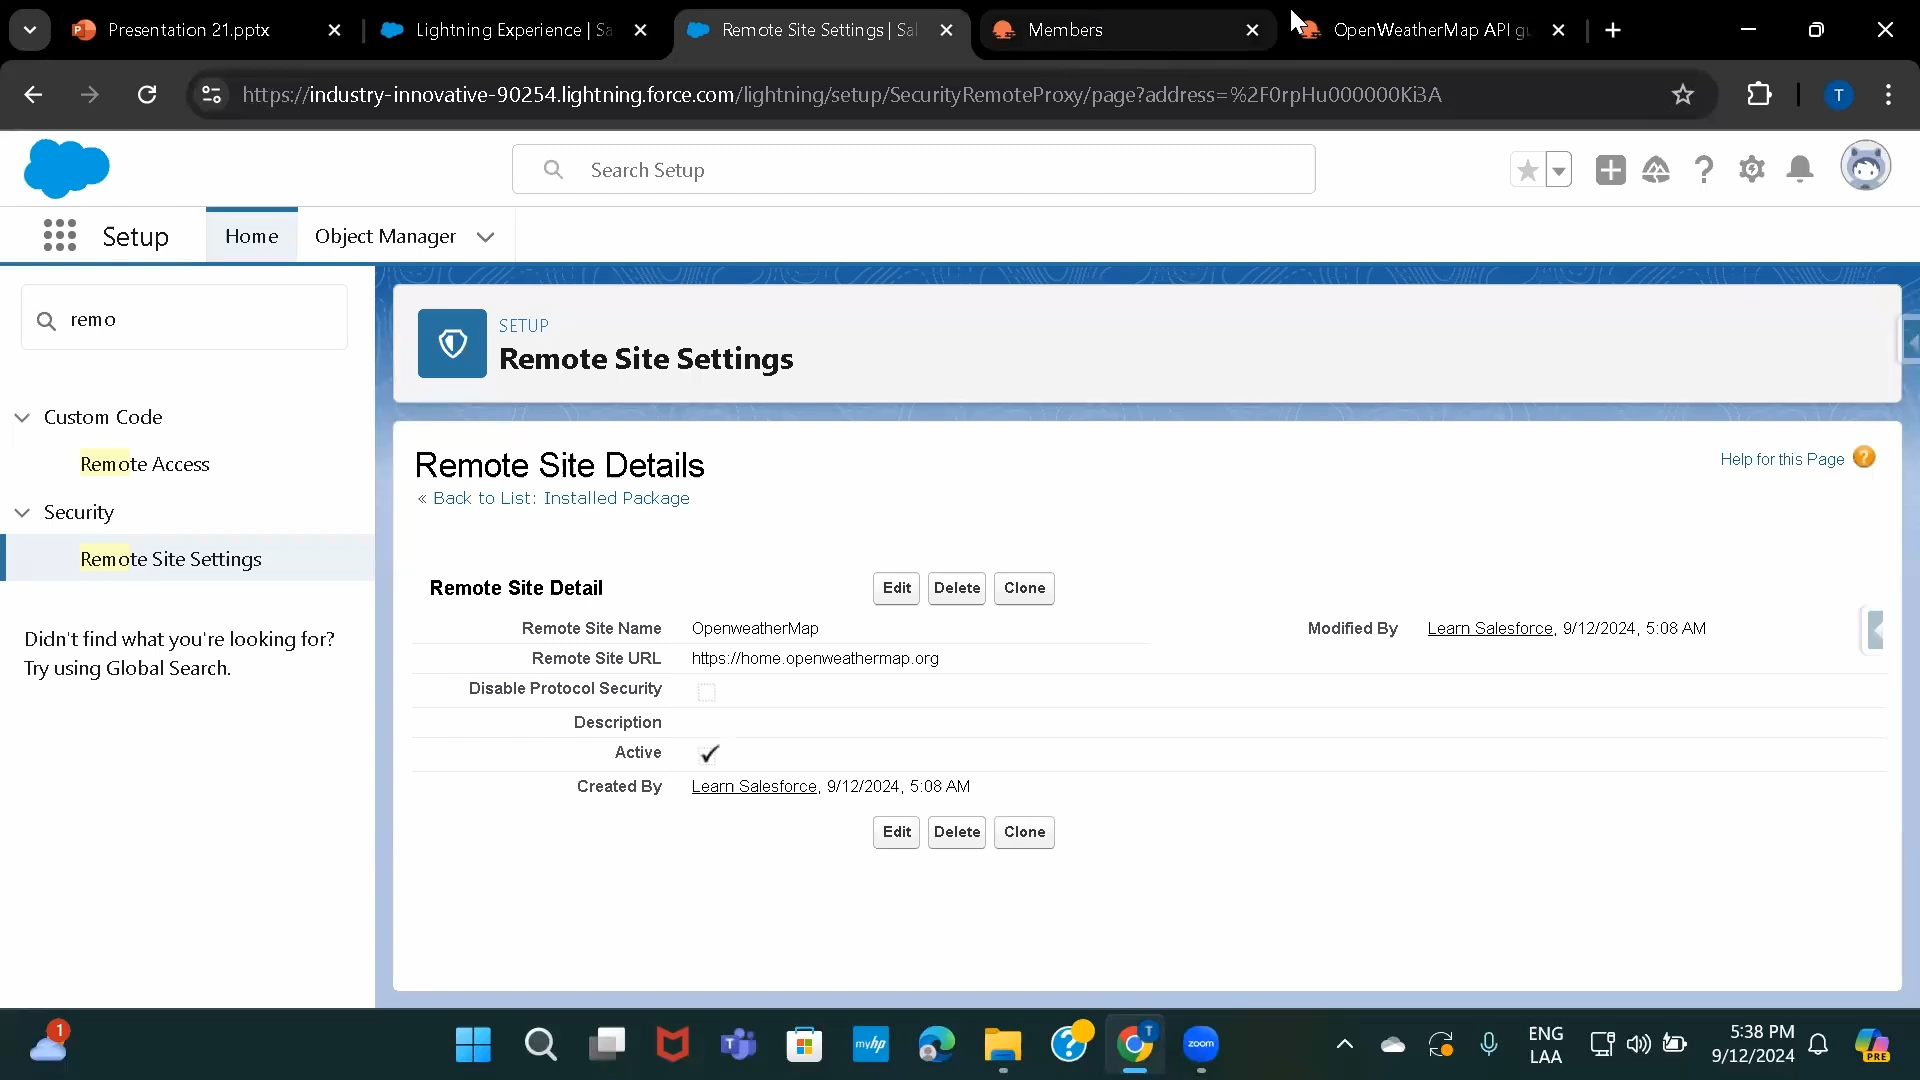 Presentation 21.pptx
Lightning Experience | Sa
Remote Site Settings | Sal
Members
OpenWeatherMap API gu
https://industry-innovative-90254.lightning.force.com/lightning/setup/SecurityRemoteProxy/page?address=%2F0rpHu000000Ki3A
T
Search Setup
Setup
Home
Object Manager
remo
SETUP
Remote Site Settings
Custom Code
Remote Access
Security
Remote Site Settings
Didn't find what you're looking for?
Try using Global Search.
Remote Site Details
Help for this Page
« Back to List: Installed Package
Remote Site Detail
Edit Delete Clone
Remote Site Name OpenweatherMap
Modified By Learn Salesforce, 9/12/2024, 5:08 AM
Remote Site URL https://home.openweathermap.org
Disable Protocol Security
Description
Active
Created By Learn Salesforce, 9/12/2024, 5:08 AM
Edit Delete Clone
1
myhp
T
zoom
ENG
LAA
5:38 PM
9/12/2024
PRE